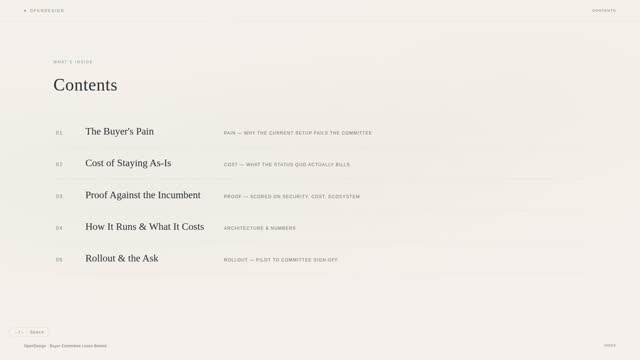 OPENDESIGN
CONTENTS
WHAT'S INSIDE
Contents
01 The Buyer's Pain PAIN — WHY THE CURRENT SETUP FAILS THE COMMITTEE
02 Cost of Staying As-Is COST — WHAT THE STATUS QUO ACTUALLY BILLS
03 Proof Against the Incumbent PROOF — SCORED ON SECURITY, COST, ECOSYSTEM
04 How It Runs & What It Costs ARCHITECTURE & NUMBERS
05 Rollout & the Ask ROLLOUT — PILOT TO COMMITTEE SIGN-OFF
Space
OpenDesign · Buyer-Committee